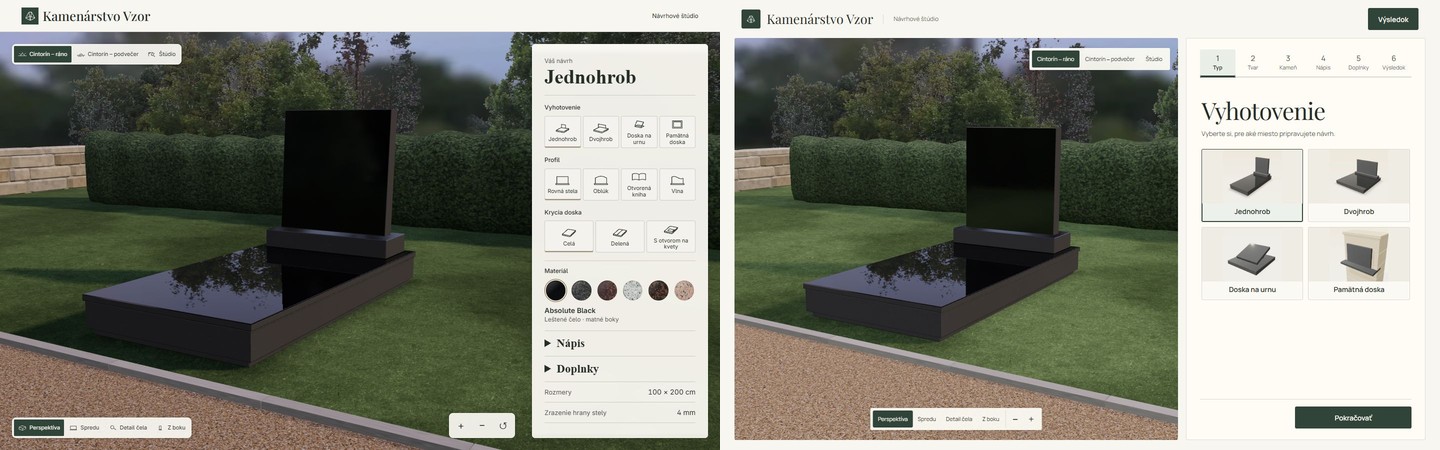 Kamenárstvo Vzor
Návrhové štúdio
Cintorín – ráno
Cintorín – podvečer
Štúdio
Váš návrh
Jednohrob
Vyhotovenie
Jednohrob
Dvojhrob
Doska na
urnu
Pamätná
doska
Profil
Rovná stela
Oblúk
Otvorená
kniha
Vlna
Krycia doska
Celá
Delená
S otvorom na
kvety
Materiál
Absolute Black
Leštené čelo · matné boky
Nápis
Doplnky
Rozmery 100 × 200 cm
Zrazenie hrany stely 4 mm
Perspektíva
Spredu
Detail čela
Z boku
+ −
Kamenárstvo Vzor
Návrhové štúdio
Výsledok
Cintorín – ráno
Cintorín – podvečer
Štúdio
1 2 3 4 5 6
Typ Tvar Kameň Nápis Doplnky Výsledok
Vyhotovenie
Vyberte si, pre aké miesto pripravujete návrh.
Jednohrob
Dvojhrob
Doska na urnu
Pamätná doska
Perspektíva
Spredu
Detail čela
Z boku
− +
Pokračovať